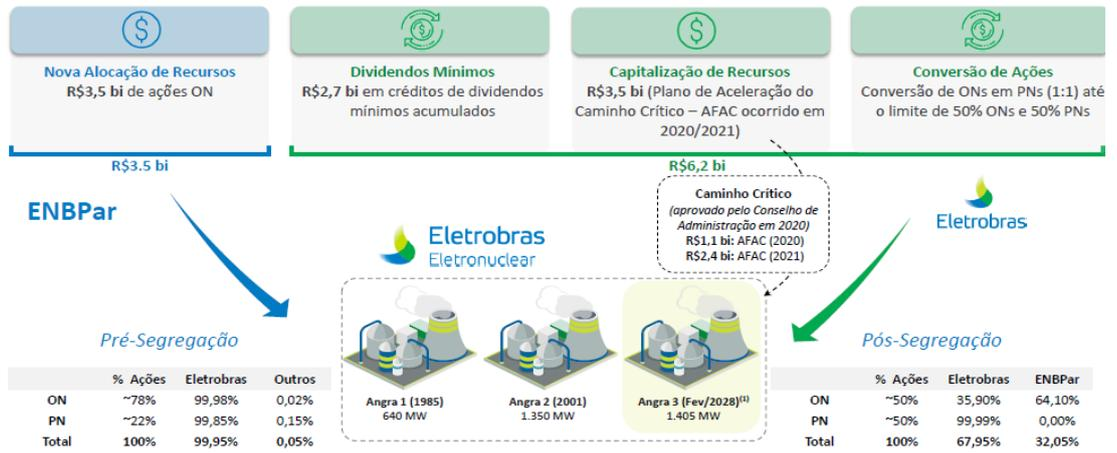 Nova Alocação de Recursos
R$3,5 bi de ações ON
Dividendos Mínimos
R$2,7 bi em créditos de dividendos
mínimos acumulados
Capitalização de Recursos
R$3,5 bi (Plano de Aceleração do
Caminho Crítico – AFAC ocorrido em
2020/2021)
Conversão de Ações
Conversão de ONs em PNs (1:1) até
o limite de 50% ONs e 50% PNs
R$3.5 bi
R$6,2 bi
ENBPar
Caminho Crítico
(aprovado pelo Conselho de
Administração em 2020)
R$1,1 bi: AFAC (2020)
R$2,4 bi: AFAC (2021)
Eletrobras
Eletrobras
Eletronuclear
Pré-Segregação
% Ações Eletrobras Outros
ON ~78% 99,98% 0,02%
PN ~22% 99,85% 0,15%
Total 100% 99,95% 0,05%
Angra 1 (1985)
640 MW
Angra 2 (2001)
1.350 MW
Angra 3 (Fev/2028)(1)
1.405 MW
Pós-Segregação
% Ações Eletrobras ENBPar
ON ~50% 35,90% 64,10%
PN ~50% 99,99% 0,00%
Total 100% 67,95% 32,05%